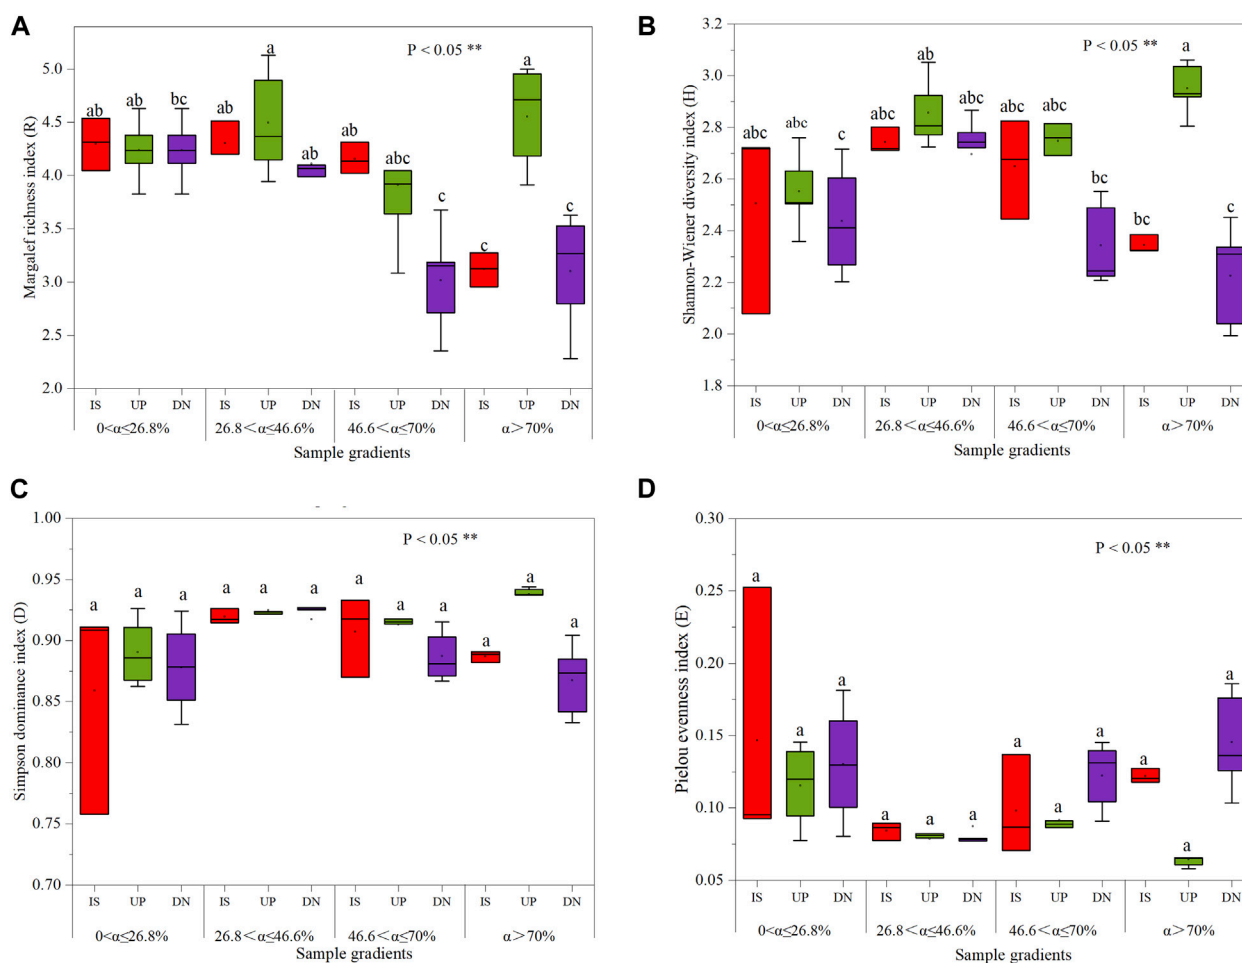 A
Margalef richness index (R)
P < 0.05 **
5.0
4.5
4.0
3.5
3.0
2.5
2.0
ab ab bc ab a ab ab abc c c a c
IS UP DN IS UP DN IS UP DN IS UP DN
0<α≤26.8% 26.8<α≤46.6% 46.6<α≤70% α>70%
Sample gradients
B
Shannon-Wiener diversity index (H)
P < 0.05 **
3.2
3.0
2.8
2.6
2.4
2.2
2.0
1.8
abc abc c abc ab abc abc abc bc bc a c
IS UP DN IS UP DN IS UP DN IS UP DN
0<α≤26.8% 26.8<α≤46.6% 46.6<α≤70% α>70%
Sample gradients
C
Simpson dominance index (D)
P < 0.05 **
1.00
0.95
0.90
0.85
0.80
0.75
0.70
a a a a a a a a a a a a
IS UP DN IS UP DN IS UP DN IS UP DN
0<α≤26.8% 26.8<α≤46.6% 46.6<α≤70% α>70%
Sample gradients
D
Pielou evenness index (E)
P < 0.05 **
0.30
0.25
0.20
0.15
0.10
0.05
a a a a a a a a a a a a
IS UP DN IS UP DN IS UP DN IS UP DN
0<α≤26.8% 26.8<α≤46.6% 46.6<α≤70% α>70%
Sample gradients